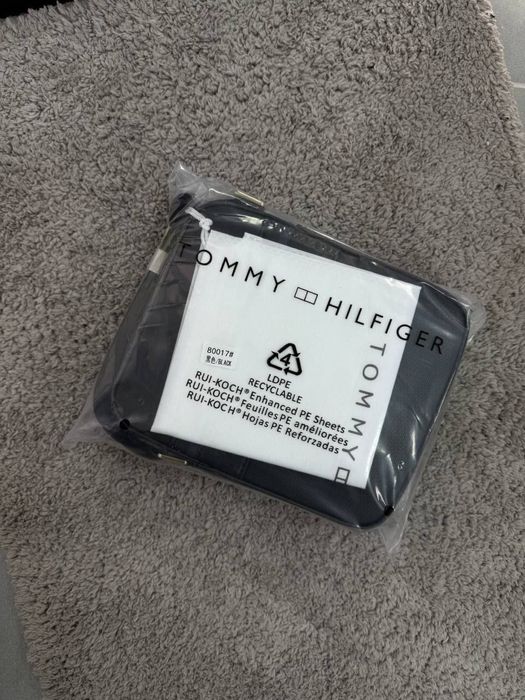 TOMMY HILFIGER
TOMMY
80017#
黑色/BLACK
4
LDPE
RECYCLABLE
RUI-KOCH® Enhanced PE Sheets
RUI-KOCH® Feuilles PE améliorées
RUI-KOCH® Hojas PE Reforzadas